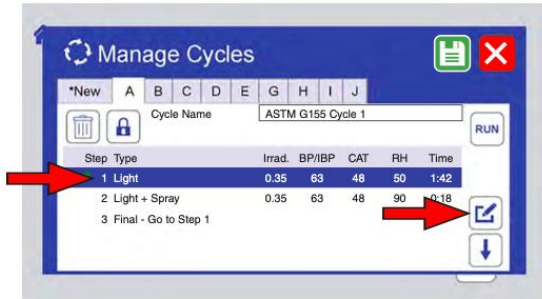 Manage Cycles
*New A B C D E G H I J
Cycle Name ASTM G155 Cycle 1
RUN
Step Type Irrad. BP/IBP CAT RH Time
1 Light 0.35 63 48 50 1:42
2 Light + Spray 0.35 63 48 90 0:18
3 Final - Go to Step 1